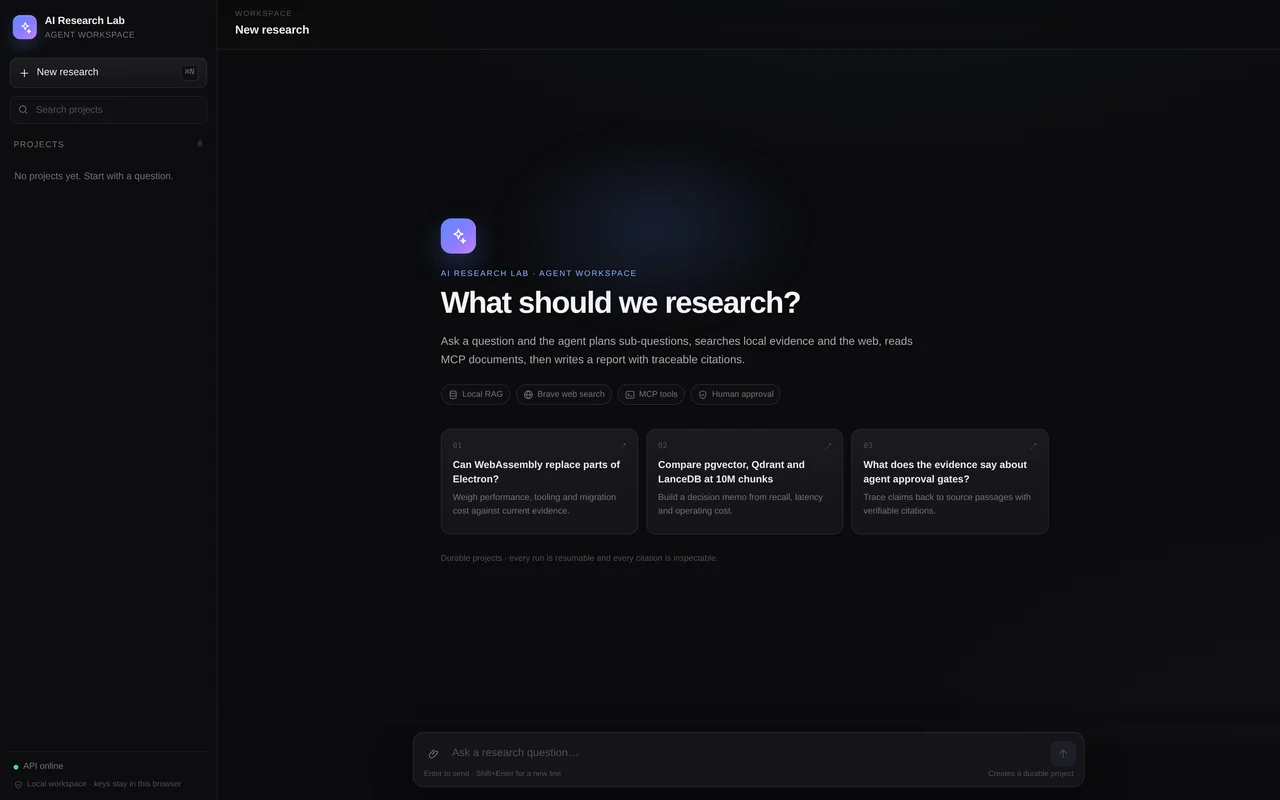 AI Research Lab
AGENT WORKSPACE
New research
⌘N
Search projects
PROJECTS
0
No projects yet. Start with a question.
API online
Local workspace · keys stay in this browser
WORKSPACE
New research
AI RESEARCH LAB · AGENT WORKSPACE
What should we research?
Ask a question and the agent plans sub-questions, searches local evidence and the web, reads
MCP documents, then writes a report with traceable citations.
Local RAG
Brave web search
MCP tools
Human approval
01
Can WebAssembly replace parts of
Electron?
Weigh performance, tooling and migration
cost against current evidence.
02
Compare pgvector, Qdrant and
LanceDB at 10M chunks
Build a decision memo from recall, latency
and operating cost.
03
What does the evidence say about
agent approval gates?
Trace claims back to source passages with
verifiable citations.
Durable projects · every run is resumable and every citation is inspectable.
Ask a research question…
Enter to send · Shift+Enter for a new line
Creates a durable project